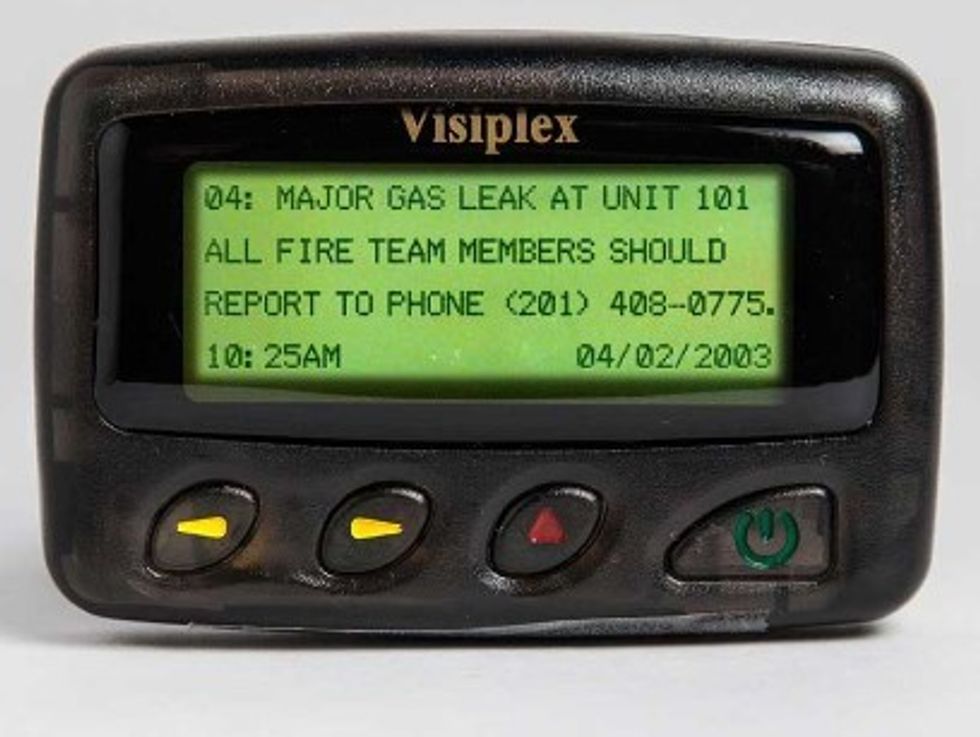 Visiplex
04: MAJOR GAS LEAK AT UNIT 101
ALL FIRE TEAM MEMBERS SHOULD
REPORT TO PHONE (201) 408-0775.
10:25AM 04/02/2003